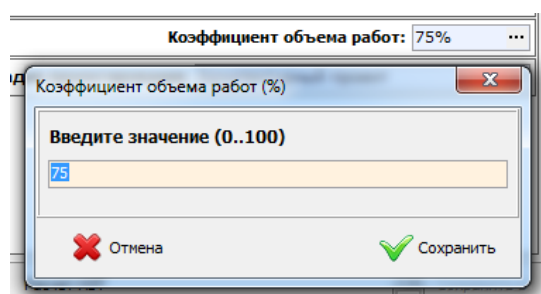 Коэффициент объема работ: 75% ...
Коэффициент объема работ (%)
Введите значение (0..100)
75
Отмена
Сохранить